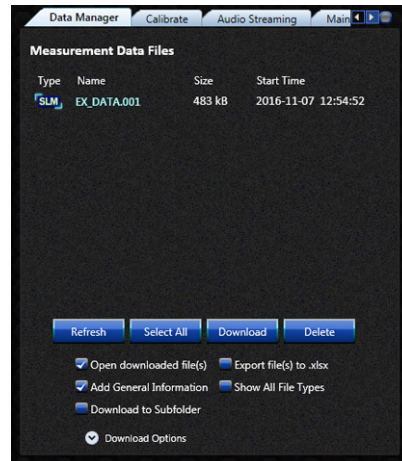 Data Manager Calibrate Audio Streaming Main
Measurement Data Files
Type Name Size Start Time
SLM EX_DATA.001 483 kB 2016-11-07 12:54:52
Refresh Select All Download Delete
Open downloaded file(s) Export file(s) to .xlsx
Add General Information Show All File Types
Download to Subfolder
Download Options